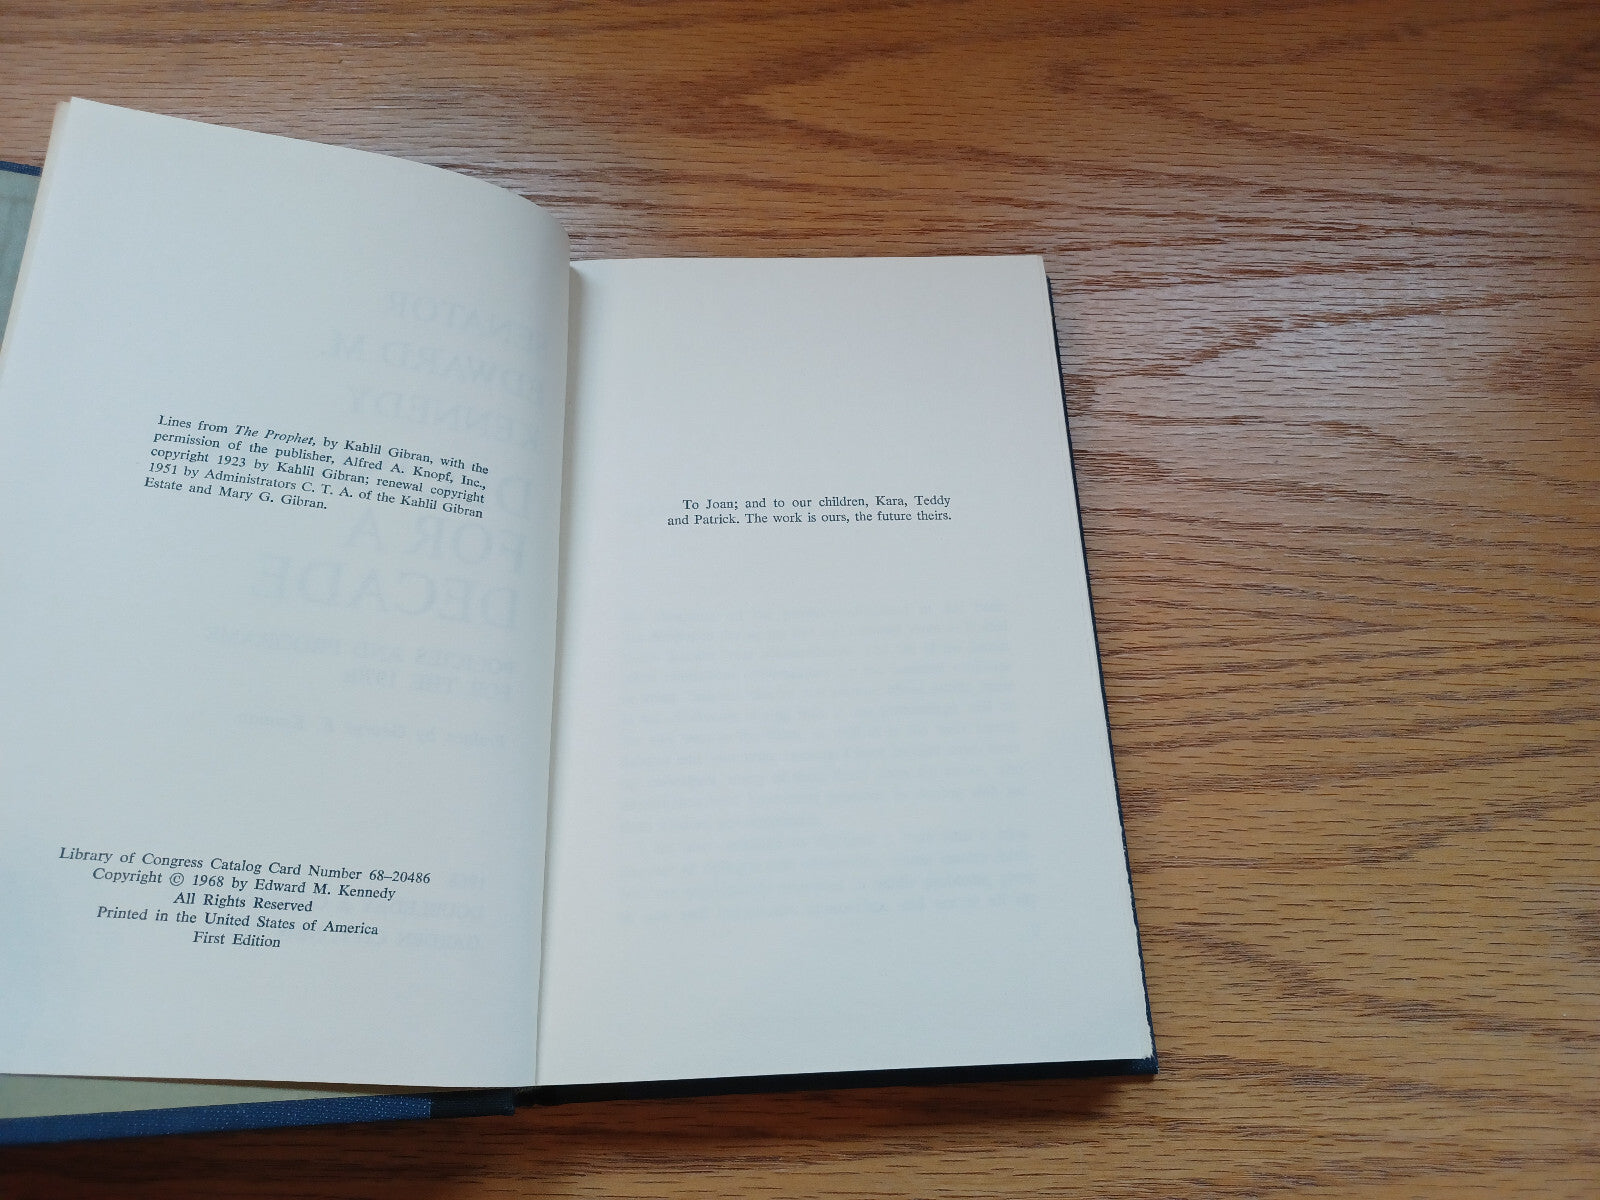 Lines from The Prophet, by Kahlil Gibran, with the
permission of the publisher, Alfred A. Knopf, Inc.,
copyright 1923 by Kahlil Gibran; renewal copyright
1951 by Administrators C. T. A. of the Kahlil Gibran
Estate and Mary G. Gibran.
Library of Congress Catalog Card Number 68–20486
Copyright © 1968 by Edward M. Kennedy
All Rights Reserved
Printed in the United States of America
First Edition
To Joan; and to our children, Kara, Teddy
and Patrick. The work is ours, the future theirs.